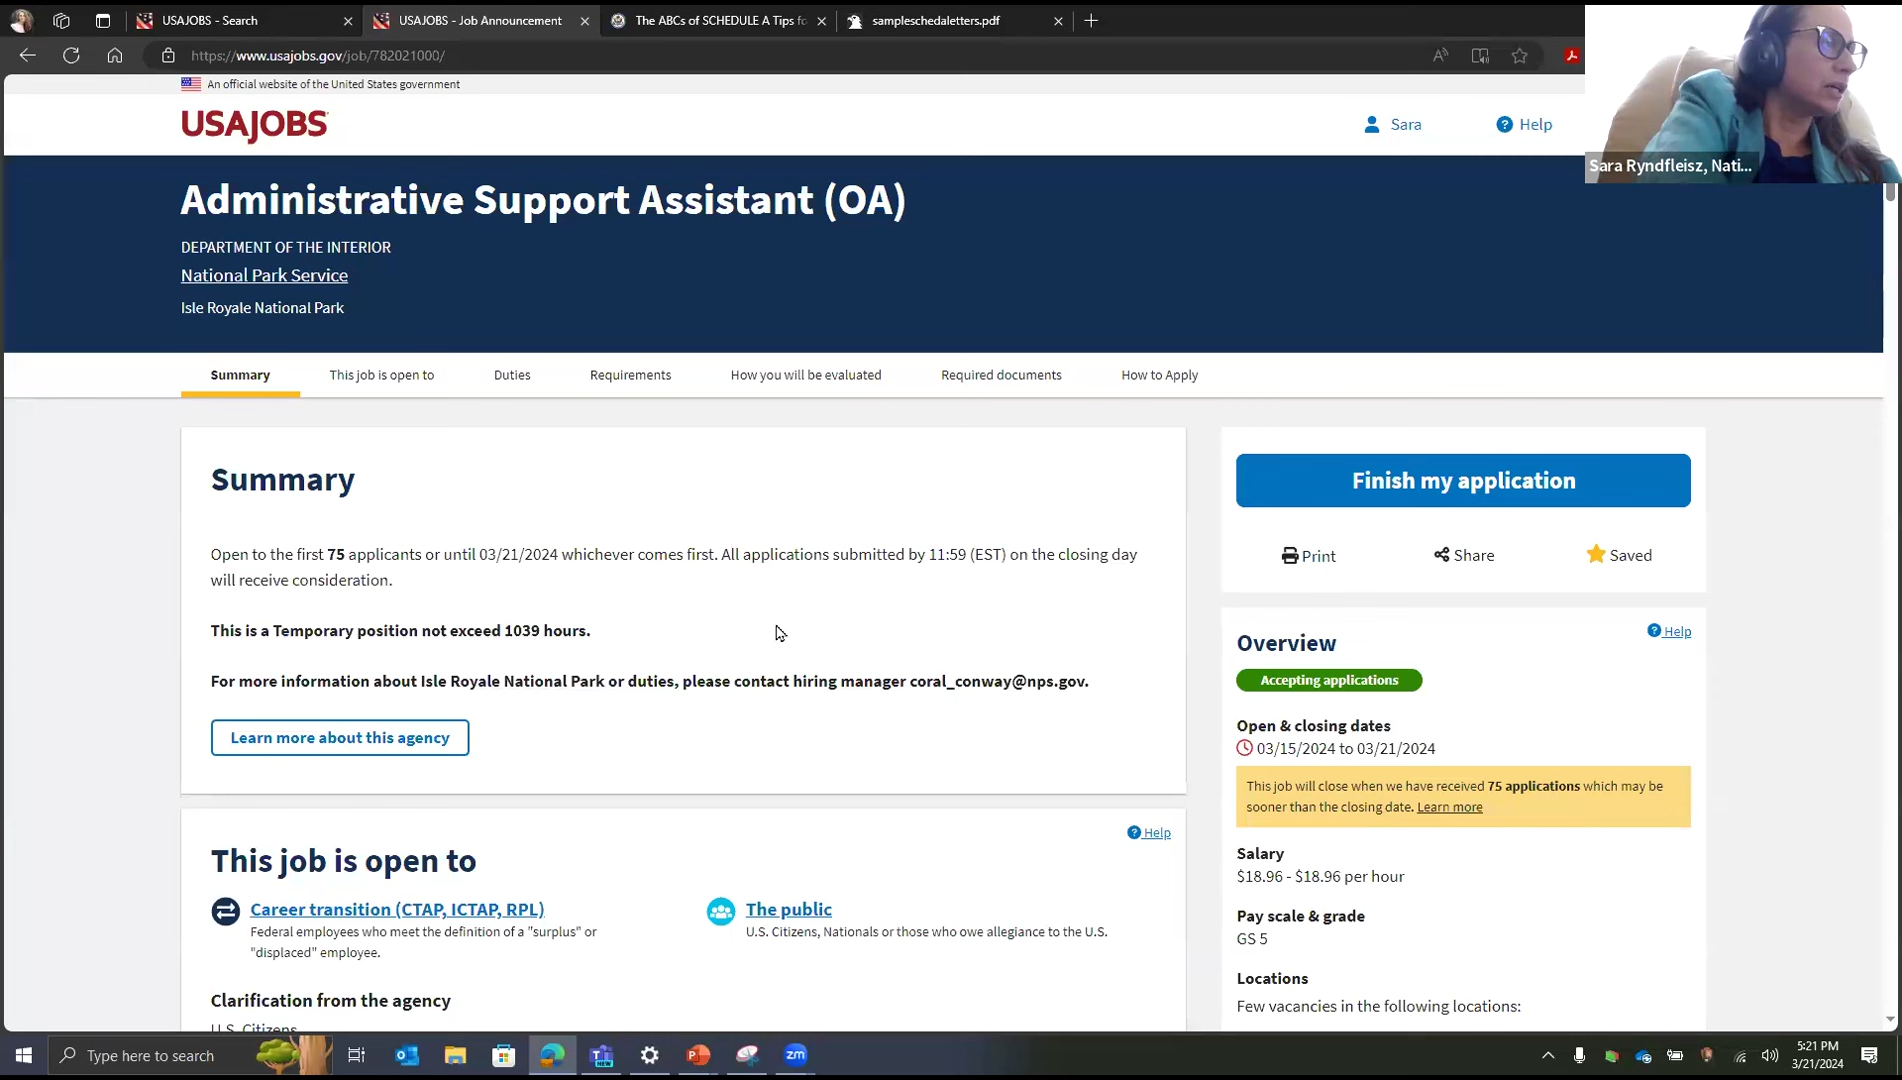 USAJOBS - Search
USAJOBS - Job Announcement
The ABCs of SCHEDULE A Tips fo
sampleschedaletters.pdf
https://www.usajobs.gov/job/782021000/
An official website of the United States government
USAJOBS
Sara
Help
Sara Ryndfleisz, Nati...
Administrative Support Assistant (OA)
DEPARTMENT OF THE INTERIOR
National Park Service
Isle Royale National Park
Summary
This job is open to
Duties
Requirements
How you will be evaluated
Required documents
How to Apply
Summary
Open to the first 75 applicants or until 03/21/2024 whichever comes first. All applications submitted by 11:59 (EST) on the closing day
will receive consideration.
This is a Temporary position not exceed 1039 hours.
For more information about Isle Royale National Park or duties, please contact hiring manager coral_conway@nps.gov.
Learn more about this agency
This job is open to
Help
Career transition (CTAP, ICTAP, RPL)
Federal employees who meet the definition of a "surplus" or
"displaced" employee.
The public
U.S. Citizens, Nationals or those who owe allegiance to the U.S.
Clarification from the agency
U.S. Citizens
Finish my application
Print
Share
Saved
Overview
Help
Accepting applications
Open & closing dates
03/15/2024 to 03/21/2024
This job will close when we have received 75 applications which may be
sooner than the closing date. Learn more
Salary
$18.96 - $18.96 per hour
Pay scale & grade
GS 5
Locations
Few vacancies in the following locations:
Type here to search
zm
5:21 PM
3/21/2024